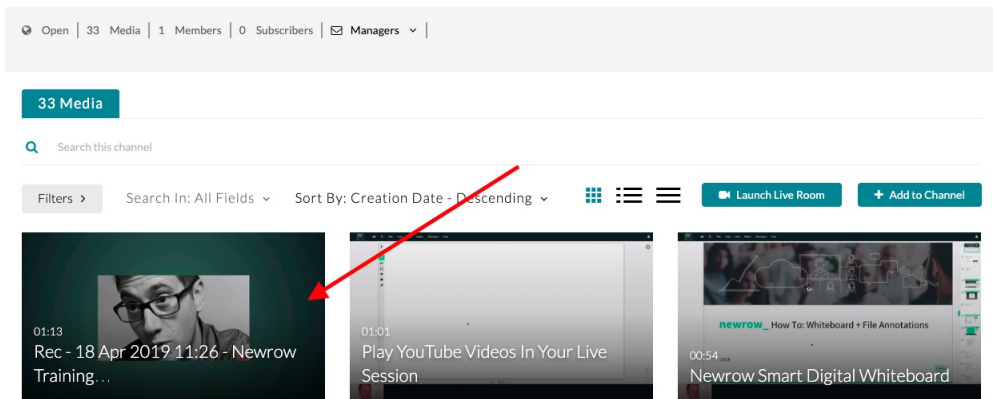 Open | 33 Media | 1 Members | 0 Subscribers | Managers |
33 Media
Search this channel
Filters >
Search In: All Fields
Sort By: Creation Date - Descending
Launch Live Room
+ Add to Channel
01:13
Rec - 18 Apr 2019 11:26 - Newrow
Training...
01:01
Play YouTube Videos In Your Live
Session
newrow_ How To: Whiteboard + File Annotations
2018
00:54
Newrow Smart Digital Whiteboard